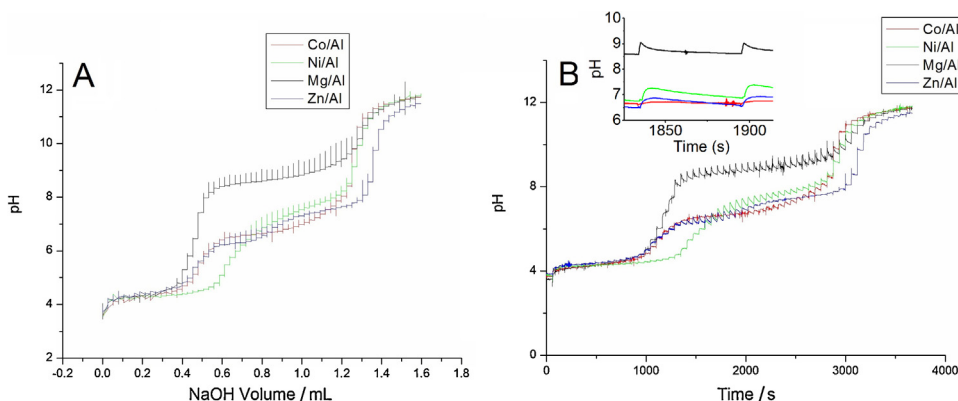 A
Co/Al
Ni/Al
Mg/Al
Zn/Al
12
10
8
6
4
2
pH
-0.2 0.0 0.2 0.4 0.6 0.8 1.0 1.2 1.4 1.6 1.8
NaOH Volume / mL
B
10
9
8
7
6
pH
1850 1900
Time (s)
Co/Al
Ni/Al
Mg/Al
Zn/Al
12
8
4
0
pH
0 1000 2000 3000 4000
Time / s